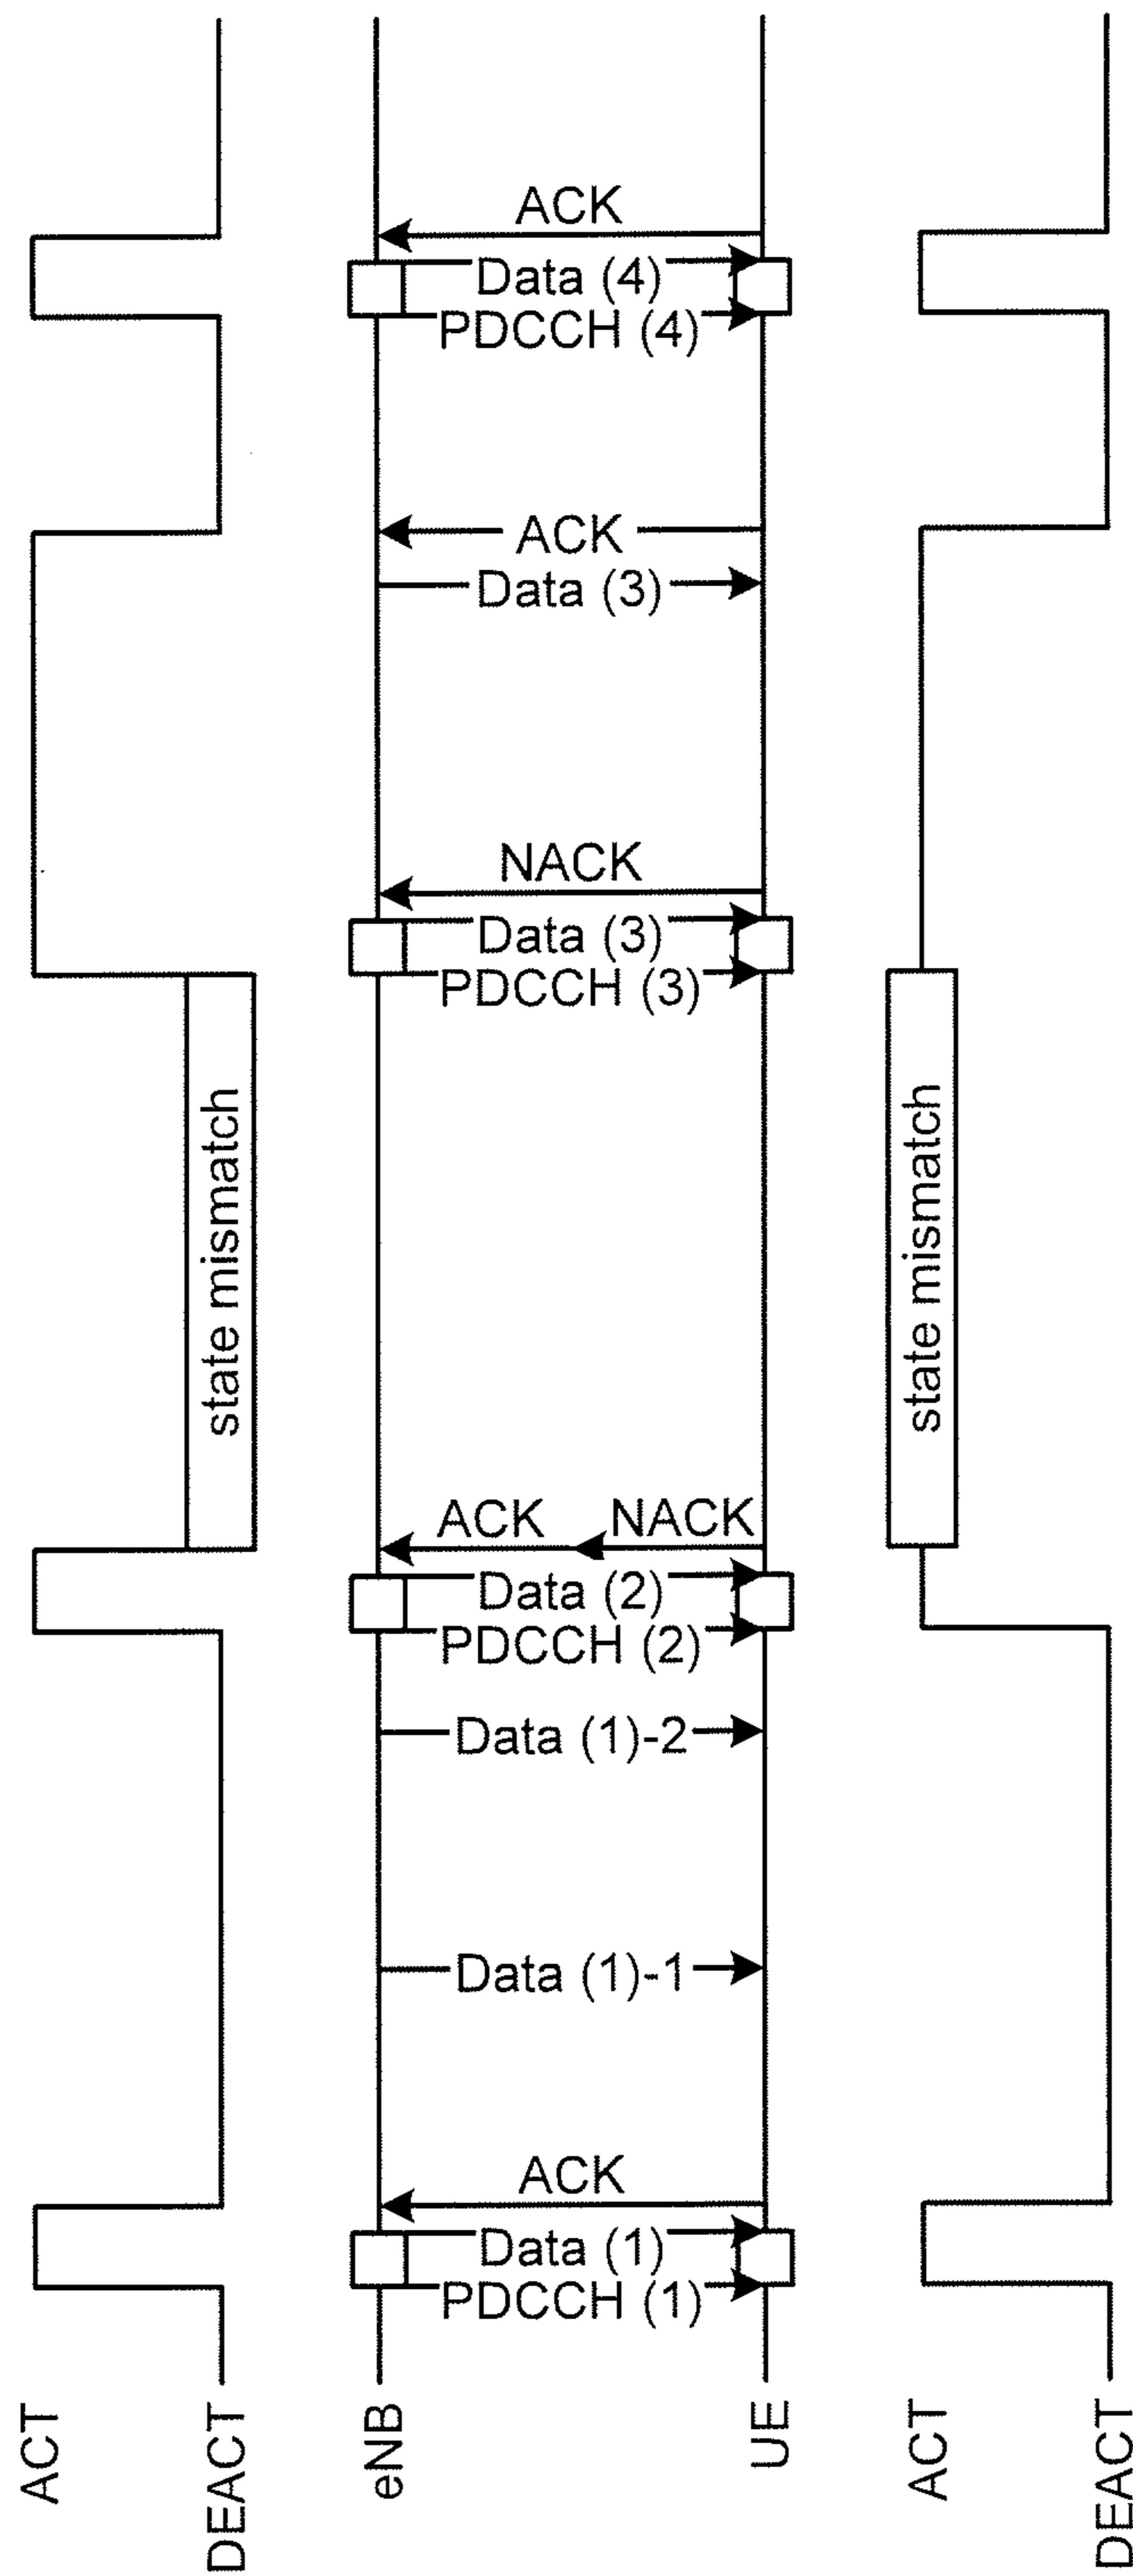 ACK
Data (4)
PDCCH (4)
ACK
Data (3)
NACK
Data (3)
PDCCH (3)
state mismatch
state mismatch
ACK
NACK
Data (2)
PDCCH (2)
Data (1)-2
Data (1)-1
ACK
Data (1)
PDCCH (1)
ACT
DEACT
eNB
UE
ACT
DEACT